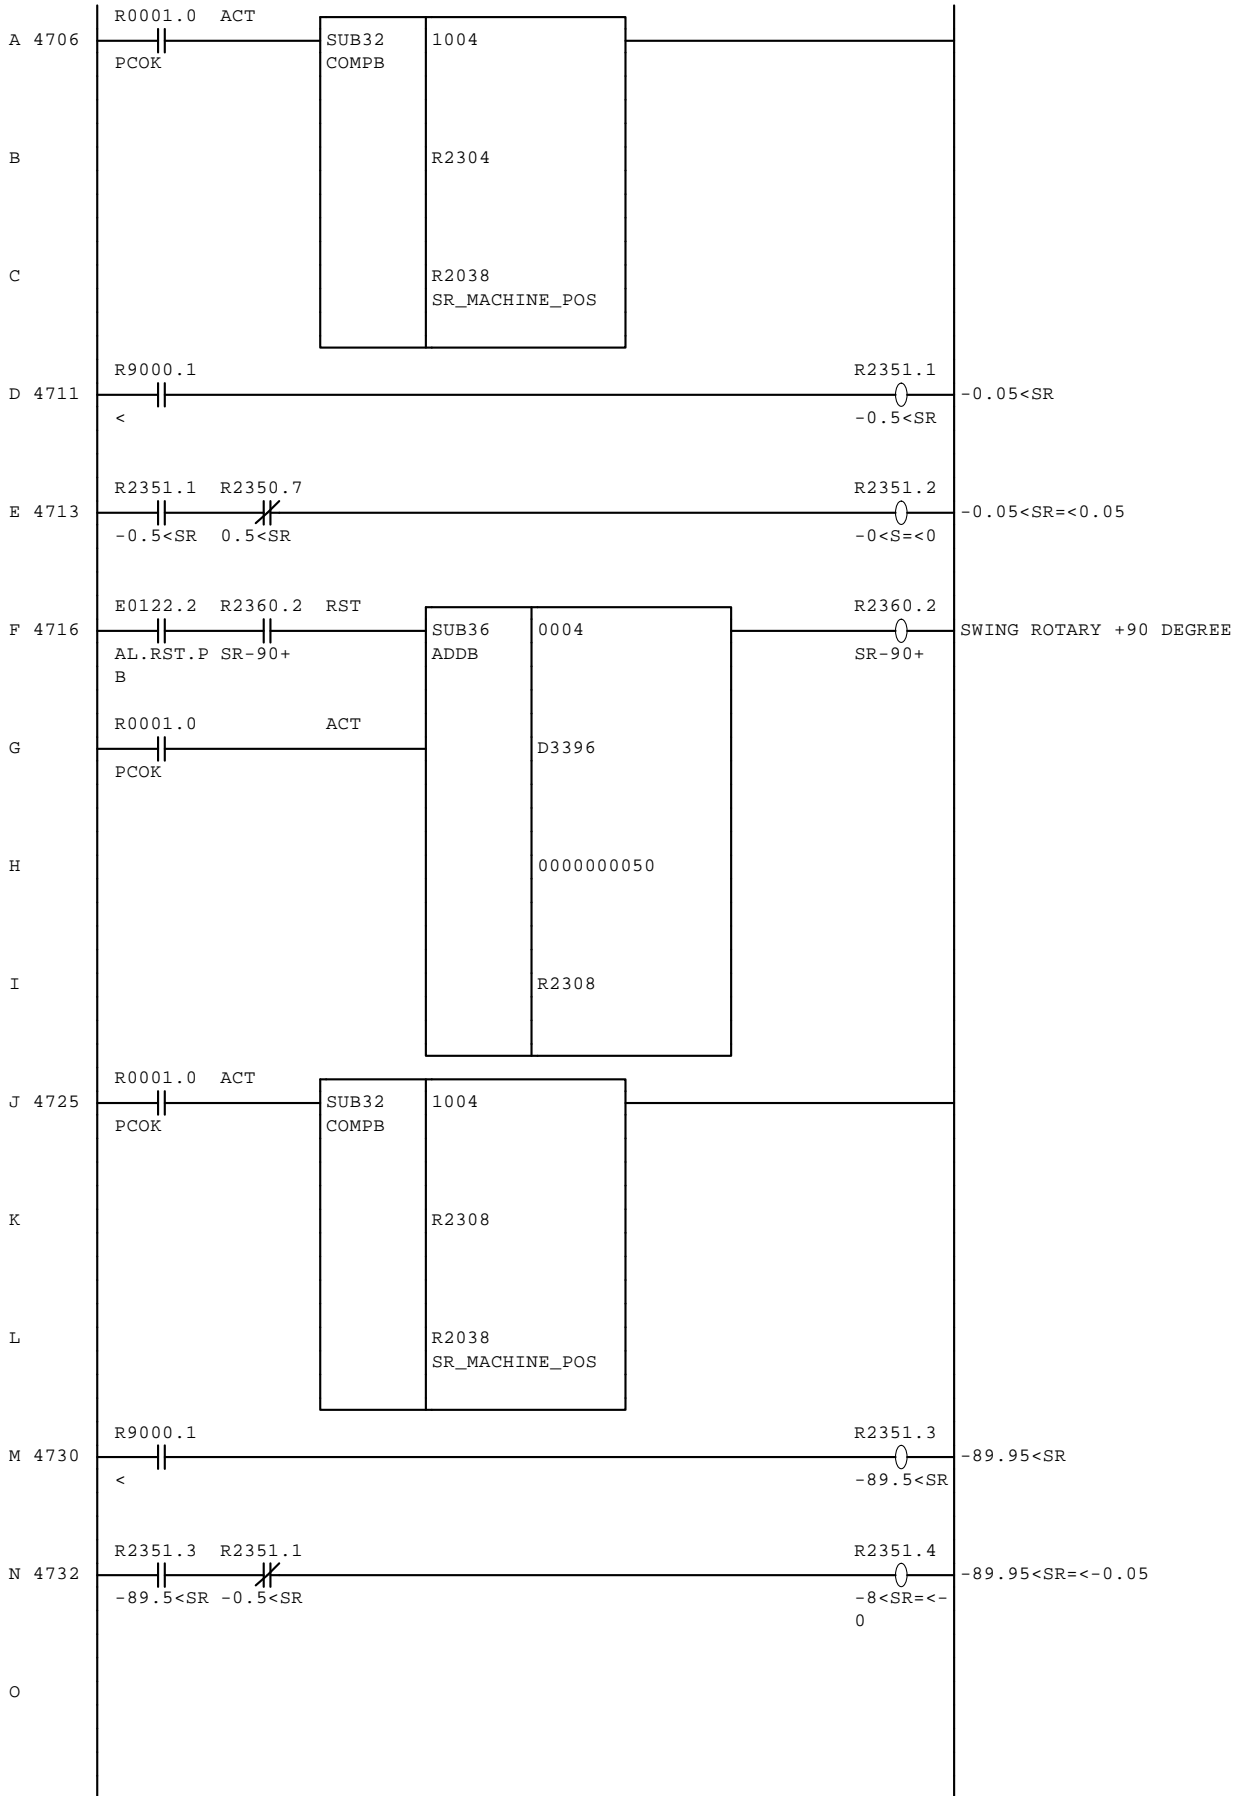 R0001.0 ACT
A 4706 SUB32 1004
PCOK COMPB
B R2304
C R2038
SR_MACHINE_POS
R9000.1 R2351.1
D 4711 -0.05<SR
< -0.5<SR
R2351.1 R2350.7 R2351.2
E 4713 -0.05<SR=<0.05
-0.5<SR 0.5<SR -0<S=<0
E0122.2 R2360.2 RST R2360.2
F 4716 SUB36 0004 SWING ROTARY +90 DEGREE
AL.RST.P SR-90+ ADDB SR-90+
B
R0001.0 ACT
G D3396
PCOK
H 0000000050
I R2308
R0001.0 ACT
J 4725 SUB32 1004
PCOK COMPB
K R2308
L R2038
SR_MACHINE_POS
R9000.1 R2351.3
M 4730 -89.95<SR
< -89.5<SR
R2351.3 R2351.1 R2351.4
N 4732 -89.95<SR=<-0.05
-89.5<SR -0.5<SR -8<SR=<-
0
O